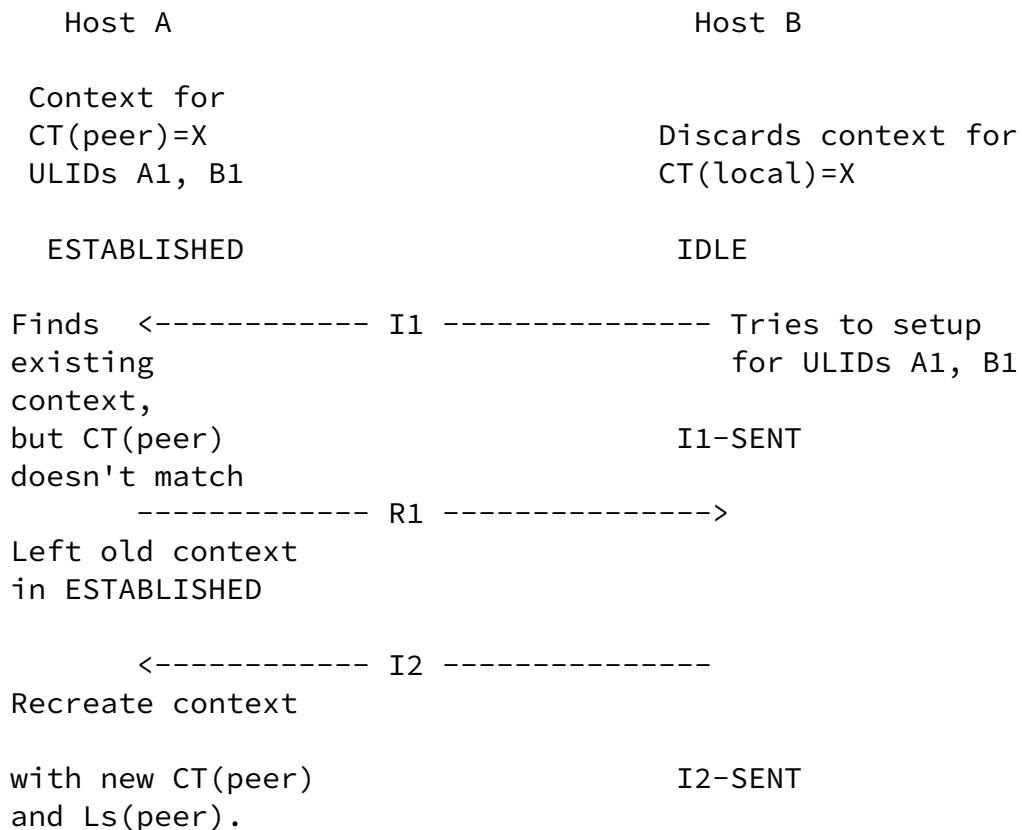 Host A                                Host B
Context for
CT(peer)=X                      Discards context for
ULIDs A1, B1                    CT(local)=X
ESTABLISHED                      IDLE
Finds  <------------ I1 --------------- Tries to setup
existing                                for ULIDs A1, B1
context,
but CT(peer)                     I1-SENT
doesn't match
------------- R1 --------------->
Left old context
in ESTABLISHED
<------------ I2 ---------------
Recreate context
with new CT(peer)                I2-SENT
and Ls(peer).